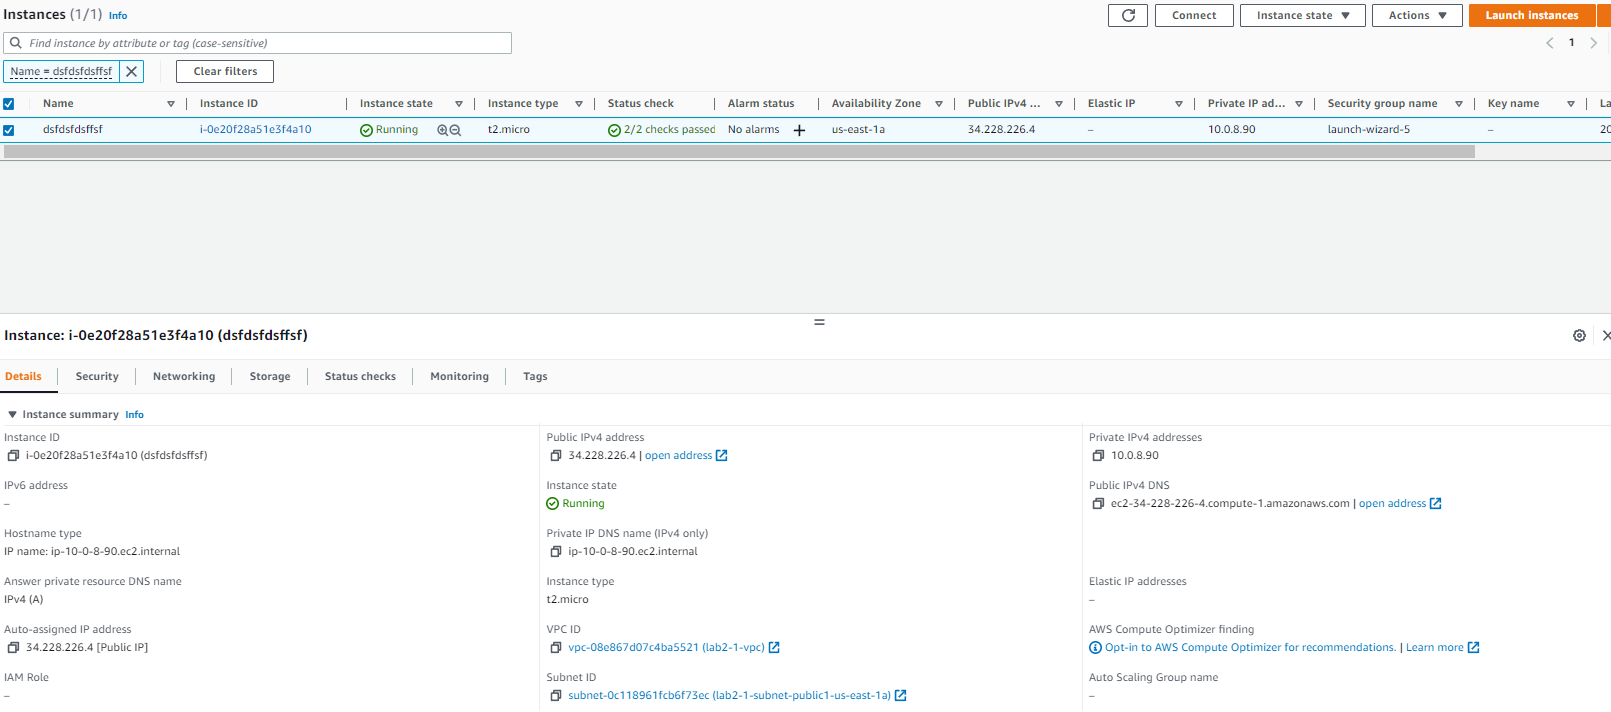 Instances (1/1) Info
Connect
Instance state
Actions
Launch instances
Find instance by attribute or tag (case-sensitive)
1
Name = dsfdsfdsffsf
Clear filters
Name Instance ID Instance state Instance type Status check Alarm status Availability Zone Public IPv4 ... Elastic IP Private IP ad... Security group name Key name La
dsfdsfdsffsf i-0e20f28a51e3f4a10 Running t2.micro 2/2 checks passed No alarms + us-east-1a 34.228.226.4 – 10.0.8.90 launch-wizard-5 – 20
Instance: i-0e20f28a51e3f4a10 (dsfdsfdsffsf)
Details Security Networking Storage Status checks Monitoring Tags
Instance summary Info
Instance ID
i-0e20f28a51e3f4a10 (dsfdsfdsffsf)
Public IPv4 address
34.228.226.4 | open address
Private IPv4 addresses
10.0.8.90
IPv6 address
–
Instance state
Running
Public IPv4 DNS
ec2-34-228-226-4.compute-1.amazonaws.com | open address
Hostname type
IP name: ip-10-0-8-90.ec2.internal
Private IP DNS name (IPv4 only)
ip-10-0-8-90.ec2.internal
Answer private resource DNS name
IPv4 (A)
Instance type
t2.micro
Elastic IP addresses
–
Auto-assigned IP address
34.228.226.4 [Public IP]
VPC ID
vpc-08e867d07c4ba5521 (lab2-1-vpc)
AWS Compute Optimizer finding
Opt-in to AWS Compute Optimizer for recommendations. | Learn more
IAM Role
–
Subnet ID
subnet-0c118961fcb6f73ec (lab2-1-subnet-public1-us-east-1a)
Auto Scaling Group name
–